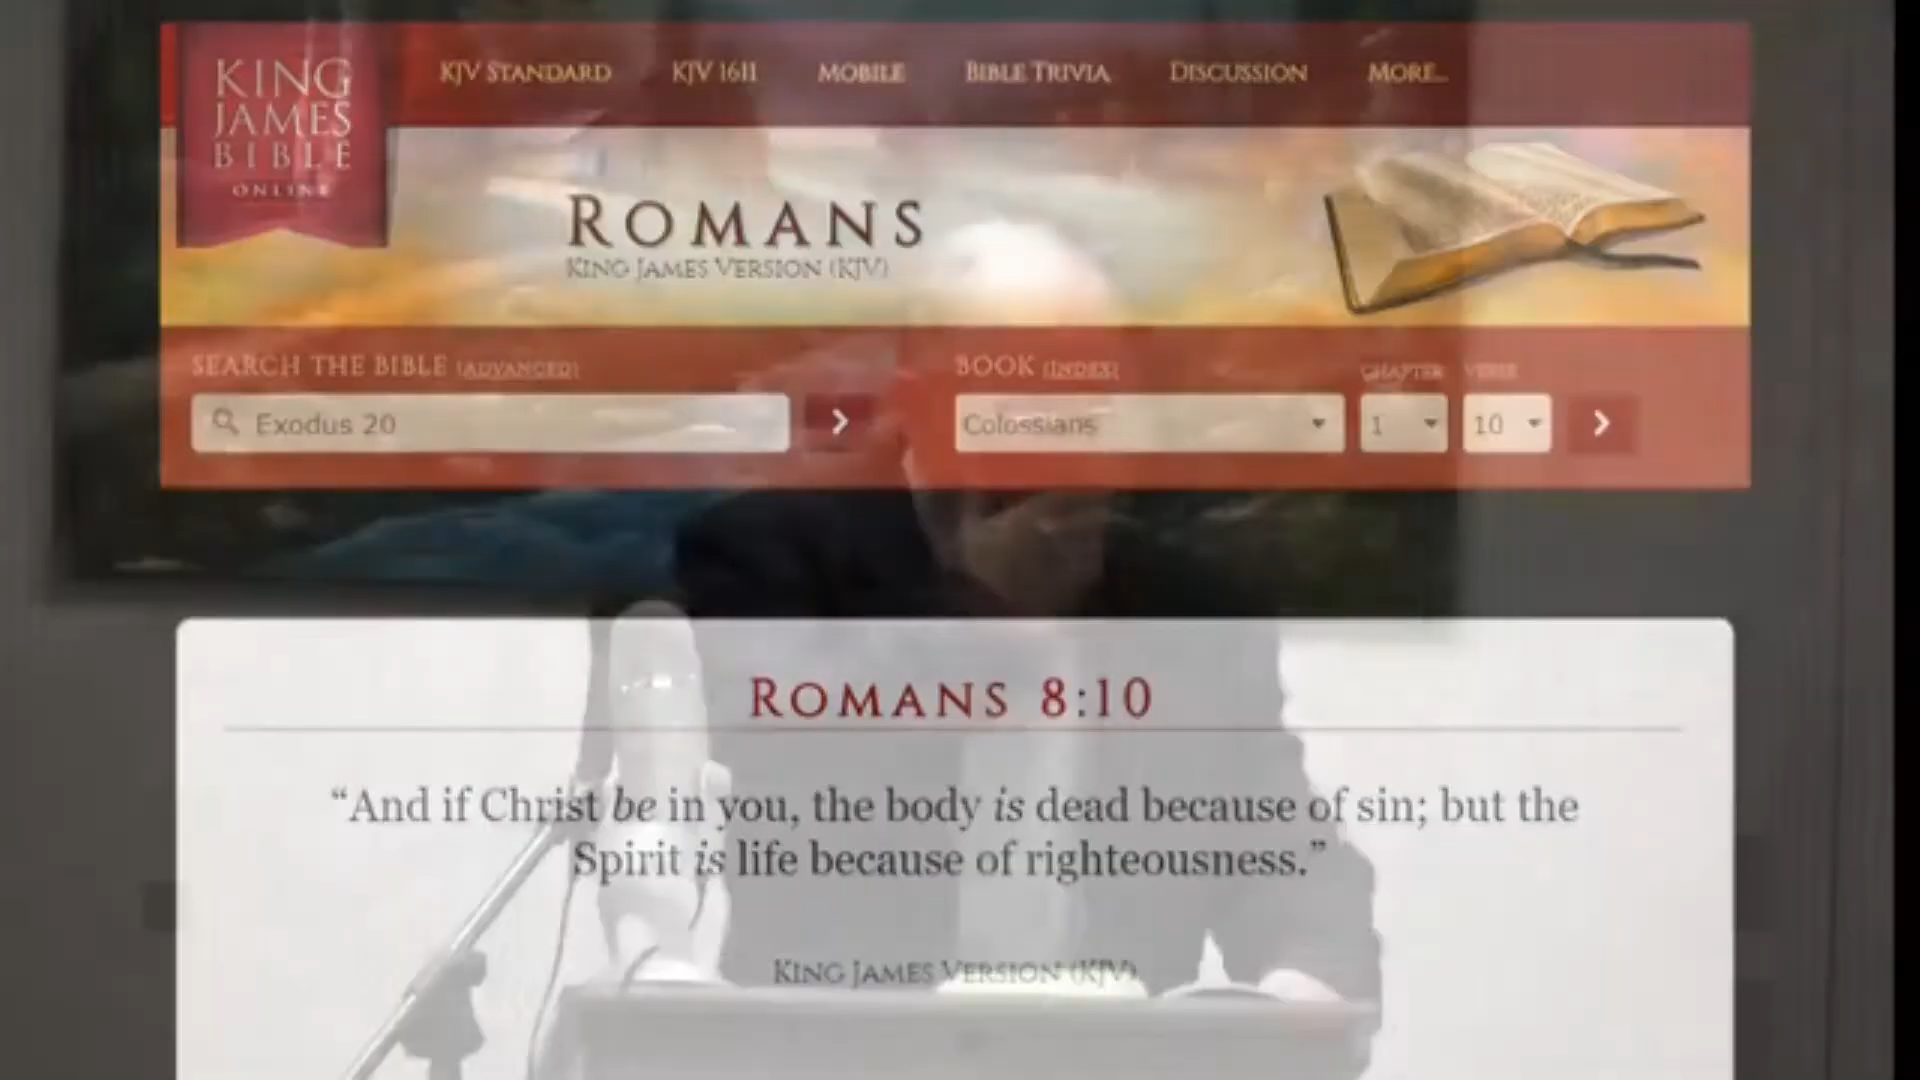 KING
JAMES
BIBLE
ONLINE
KJV STANDARD KJV 1611 MOBILE BIBLE TRIVIA DISCUSSION MORE...
ROMANS
KING JAMES VERSION (KJV)
SEARCH THE BIBLE (ADVANCED) BOOK (INDEX) CHAPTER VERSE
Exodus 20 Colossians 1 10
ROMANS 8:10
“And if Christ be in you, the body is dead because of sin; but the
Spirit is life because of righteousness.”
KING JAMES VERSION (KJV)